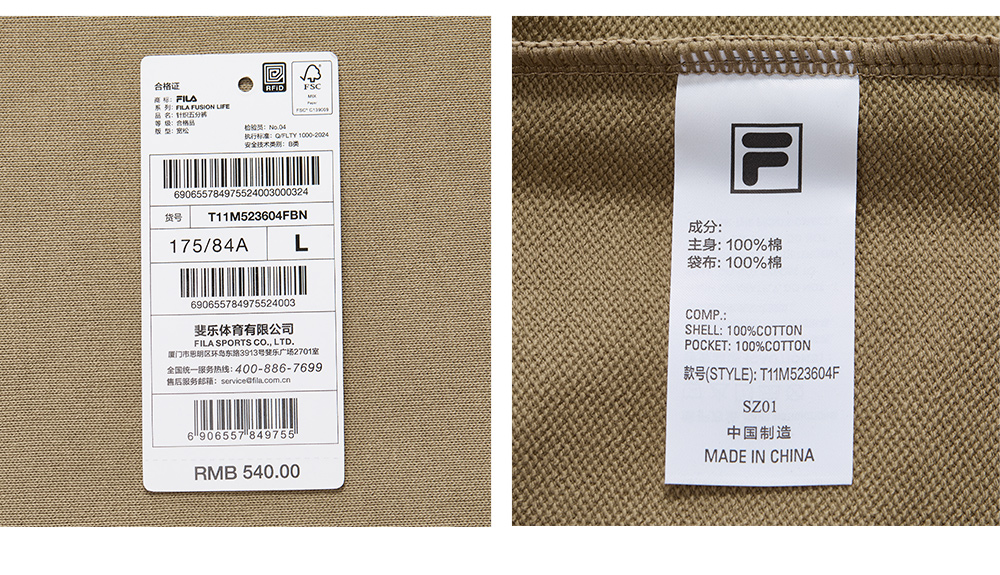 合格证
RFiD
FSC
MIX
Paper
FSC® C139069
商 标: FILA
系 列: FILA FUSION LIFE
品 名: 针织五分裤
等 级: 合格品
版 型: 宽松
检验员: No.04
执行标准: Q/FLTY 1000-2024
安全技术类别: B类
690655784975524003000324
货号 T11M523604FBN
175/84A L
690655784975524003
斐乐体育有限公司
FILA SPORTS CO., LTD.
厦门市思明区环岛东路3913号斐乐广场2701室
全国统一服务热线: 400-886-7699
售后服务邮箱: service@fila.com.cn
6 906557 849755
RMB 540.00
F
成分:
主身: 100%棉
袋布: 100%棉
COMP.:
SHELL: 100%COTTON
POCKET: 100%COTTON
款号(STYLE): T11M523604F
SZ01
中国制造
MADE IN CHINA